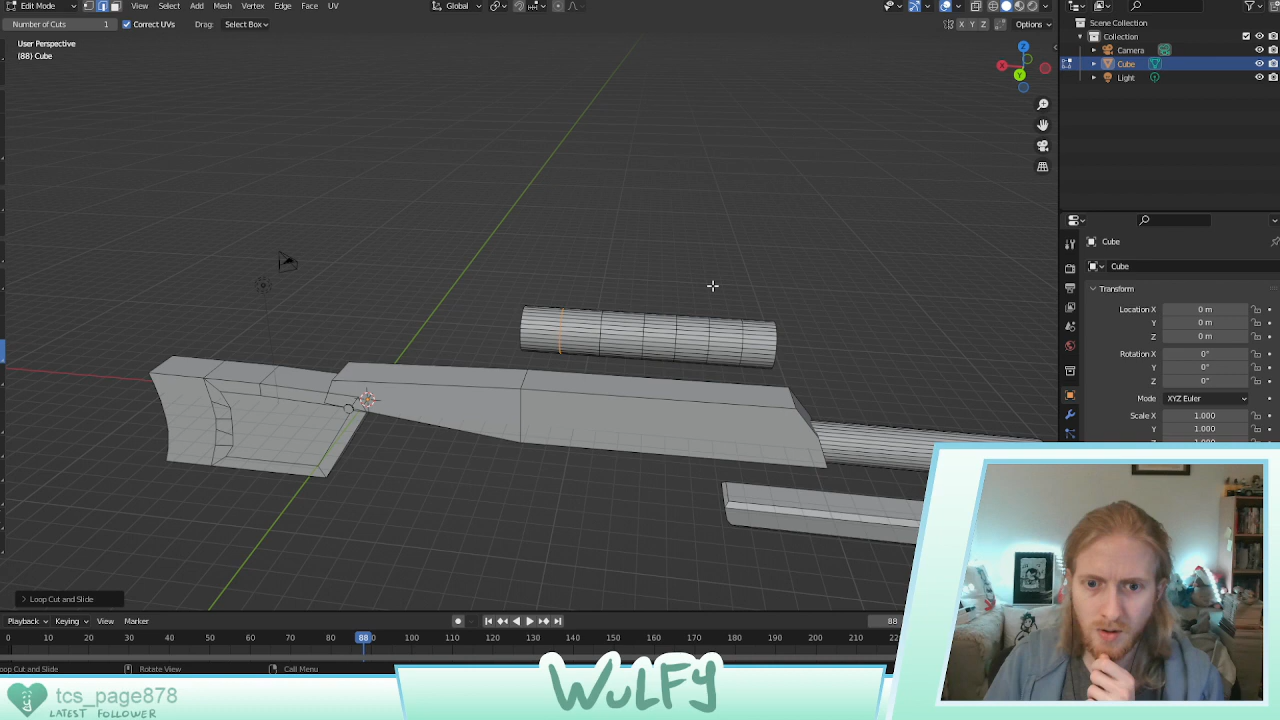 Edit Mode View Select Add Mesh Vertex Edge Face UV Global
Number of Cuts 1 Correct UVs Drag: Select Box X Y Z Options
User Perspective
(88) Cube
Z
X
Y
Scene Collection
Collection
Camera
Cube
Light
Cube
Cube
Transform
Location X 0 m
Y 0 m
Z 0 m
Rotation X 0°
Y 0°
Z 0°
Mode XYZ Euler
Scale X 1.000
Y 1.000
Loop Cut and Slide
Playback Keying View Marker 88
0 10 20 30 40 50 60 70 80 88 100 110 120 130 140 150 160 170 180 190 200 210
oop Cut and Slide Rotate View Call Menu
tcs_page878
LATEST FOLLOWER
WULFY